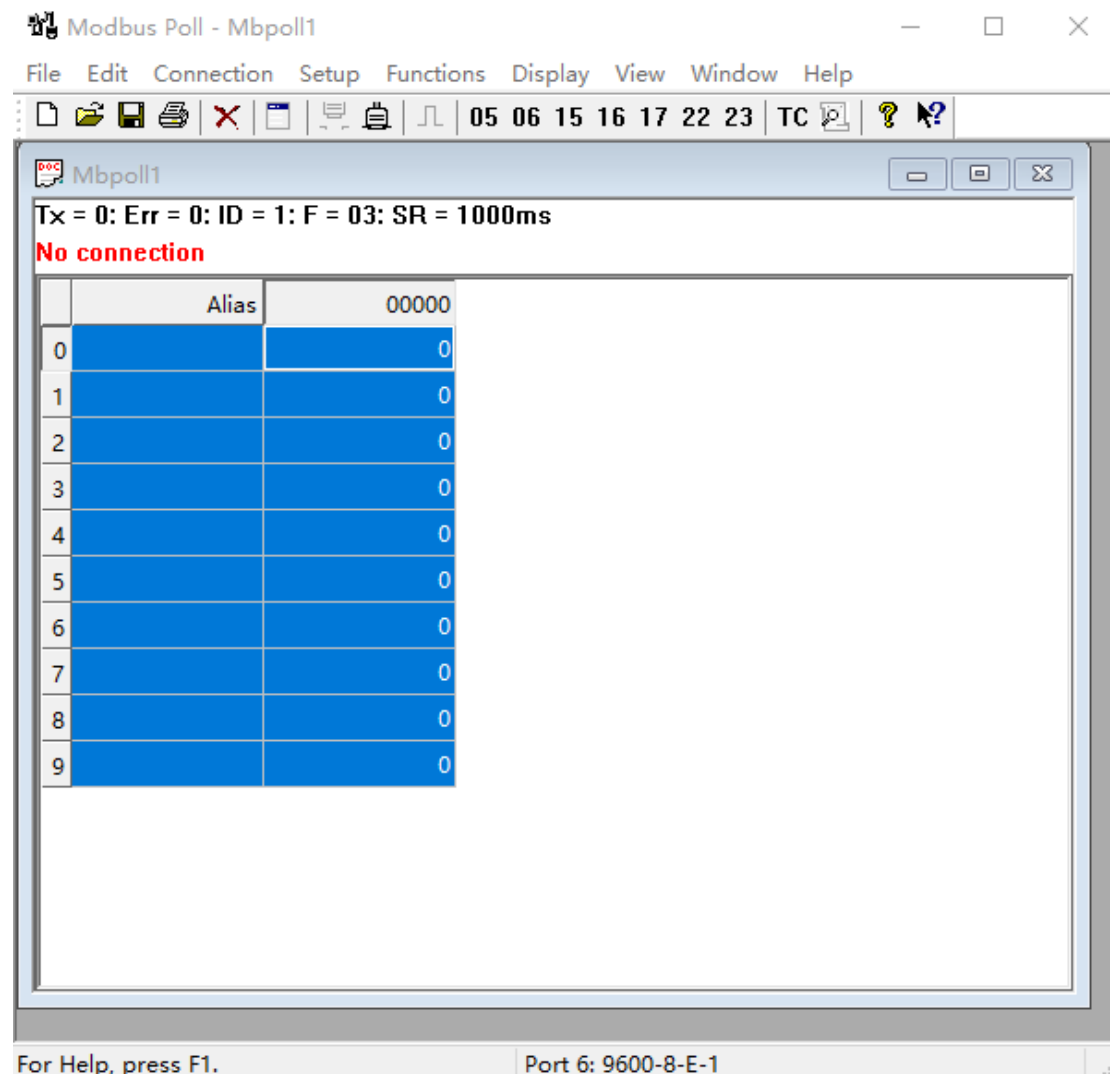 Modbus Poll - Mbpoll1
File Edit Connection Setup Functions Display View Window Help
05 06 15 16 17 22 23 TC
DOC Mbpoll1
Tx = 0: Err = 0: ID = 1: F = 03: SR = 1000ms
No connection
Alias 00000
0 0
1 0
2 0
3 0
4 0
5 0
6 0
7 0
8 0
9 0
For Help, press F1. Port 6: 9600-8-E-1